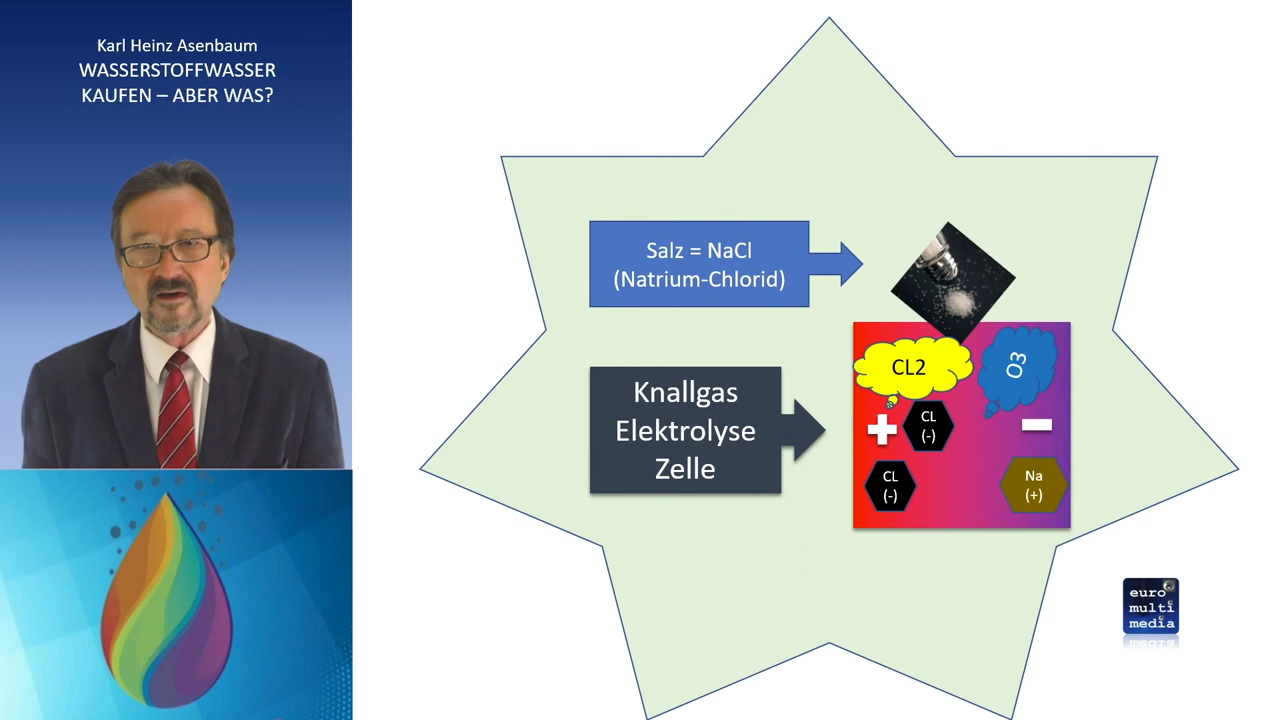 Karl Heinz Asenbaum
WASSERSTOFFWASSER
KAUFEN – ABER WAS?
Salz = NaCl
(Natrium-Chlorid)
Knallgas
Elektrolyse
Zelle
CL2
O3
CL
(-)
CL
(-)
Na
(+)
euro
multi
media